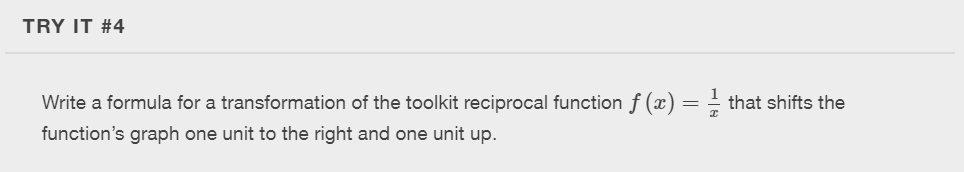 TRY IT #4
Write a formula for a transformation of the toolkit reciprocal function f (x) = 1/x that shifts the
function’s graph one unit to the right and one unit up.